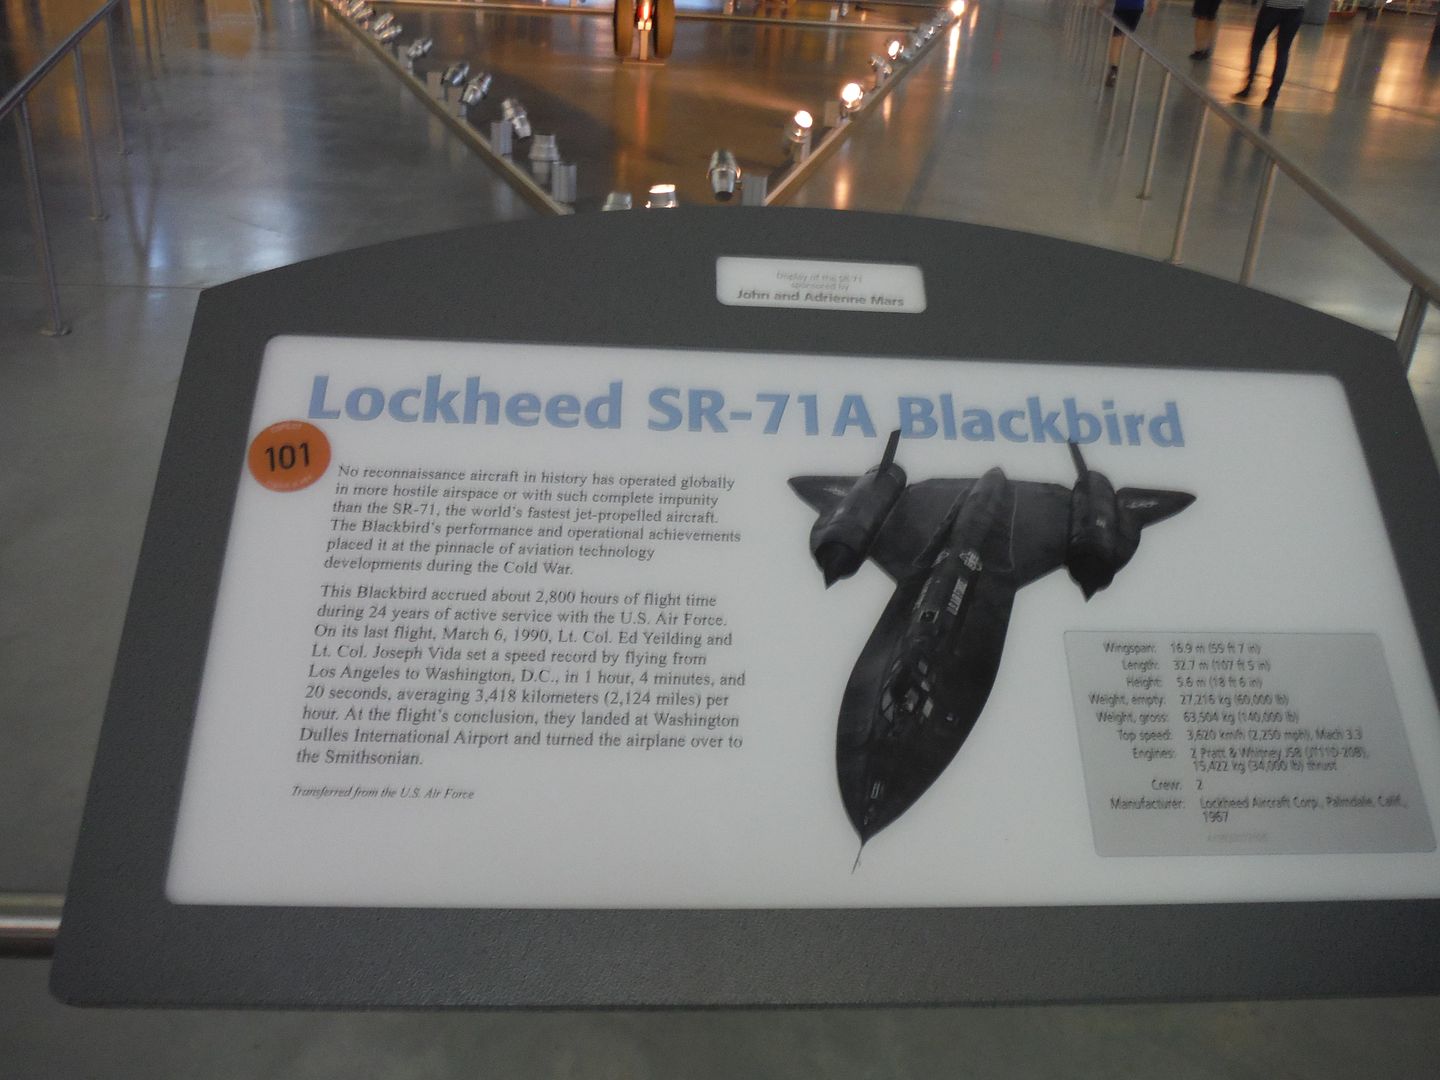 Display of the SR-71
sponsored by
John and Adrienne Mars
Lockheed SR-71A Blackbird
101
No reconnaissance aircraft in history has operated globally
in more hostile airspace or with such complete impunity
than the SR-71, the world's fastest jet-propelled aircraft.
The Blackbird's performance and operational achievements
placed it at the pinnacle of aviation technology
developments during the Cold War.
This Blackbird accrued about 2,800 hours of flight time
during 24 years of active service with the U.S. Air Force.
On its last flight, March 6, 1990, Lt. Col. Ed Yeilding and
Lt. Col. Joseph Vida set a speed record by flying from
Los Angeles to Washington, D.C., in 1 hour, 4 minutes, and
20 seconds, averaging 3,418 kilometers (2,124 miles) per
hour. At the flight's conclusion, they landed at Washington
Dulles International Airport and turned the airplane over to
the Smithsonian.
Transferred from the U.S. Air Force
U.S. AIR FORCE
Wingspan: 16.9 m (55 ft 7 in)
Length: 32.7 m (107 ft 5 in)
Height: 5.6 m (18 ft 6 in)
Weight, empty: 27,216 kg (60,000 lb)
Weight, gross: 63,504 kg (140,000 lb)
Top speed: 3,620 km/h (2,250 mph), Mach 3.3
Engines: 2 Pratt & Whitney J58 (JT11D-20B),
15,422 kg (34,000 lb) thrust
Crew: 2
Manufacturer: Lockheed Aircraft Corp., Palmdale, Calif.,
1967